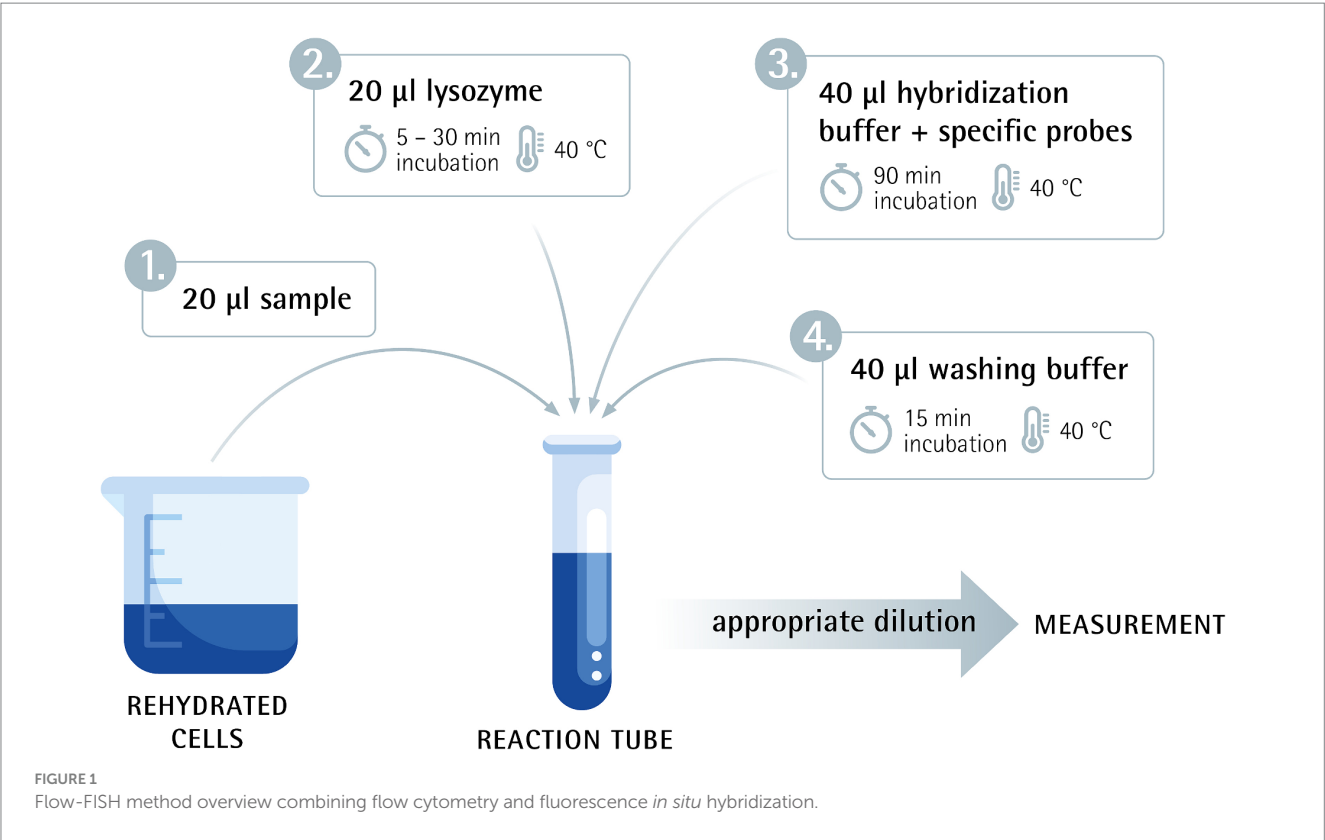 1.
20 µl sample
2.
20 µl lysozyme
5 – 30 min
incubation
40 °C
3.
40 µl hybridization
buffer + specific probes
90 min
incubation
40 °C
4.
40 µl washing buffer
15 min
incubation
40 °C
REHYDRATED
CELLS
REACTION TUBE
appropriate dilution
MEASUREMENT
FIGURE 1
Flow-FISH method overview combining flow cytometry and fluorescence in situ hybridization.